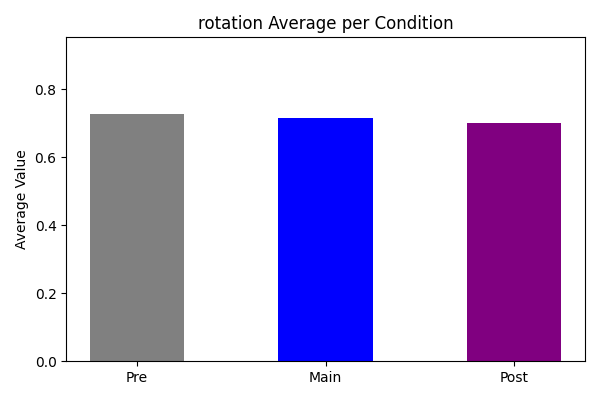 rotation Average per Condition
Average Value
0.8
0.6
0.4
0.2
0.0
Pre
Main
Post